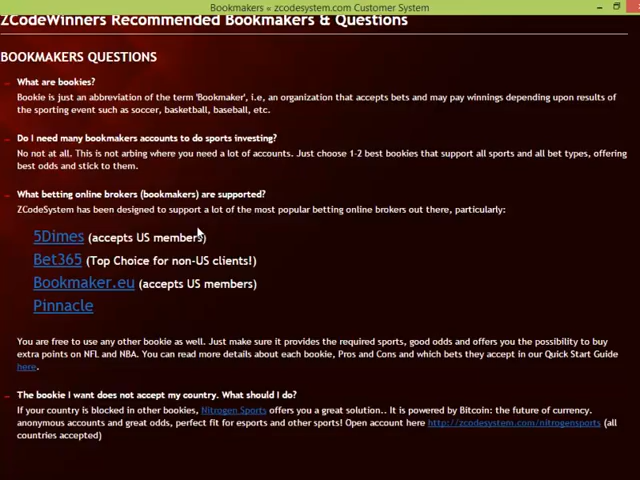 Bookmakers « zcodesystem.com Customer System
ZCodeWinners Recommended Bookmakers & Questions
BOOKMAKERS QUESTIONS
What are bookies?
Bookie is just an abbreviation of the term 'Bookmaker', i.e, an organization that accepts bets and may pay winnings depending upon results of
the sporting event such as soccer, basketball, baseball, etc.
Do I need many bookmakers accounts to do sports investing?
No not at all. This is not arbing where you need a lot of accounts. Just choose 1-2 best bookies that support all sports and all bet types, offering
best odds and stick to them.
What betting online brokers (bookmakers) are supported?
ZCodeSystem has been designed to support a lot of the most popular betting online brokers out there, particularly:
5Dimes (accepts US members)
Bet365 (Top Choice for non-US clients!)
Bookmaker.eu (accepts US members)
Pinnacle
You are free to use any other bookie as well. Just make sure it provides the required sports, good odds and offers you the possibility to buy
extra points on NFL and NBA. You can read more details about each bookie, Pros and Cons and which bets they accept in our Quick Start Guide
here.
The bookie I want does not accept my country. What should I do?
If your country is blocked in other bookies, Nitrogen Sports offers you a great solution.. It is powered by Bitcoin: the future of currency.
anonymous accounts and great odds, perfect fit for esports and other sports! Open account here http://zcodesystem.com/nitrogensports (all
countries accepted)